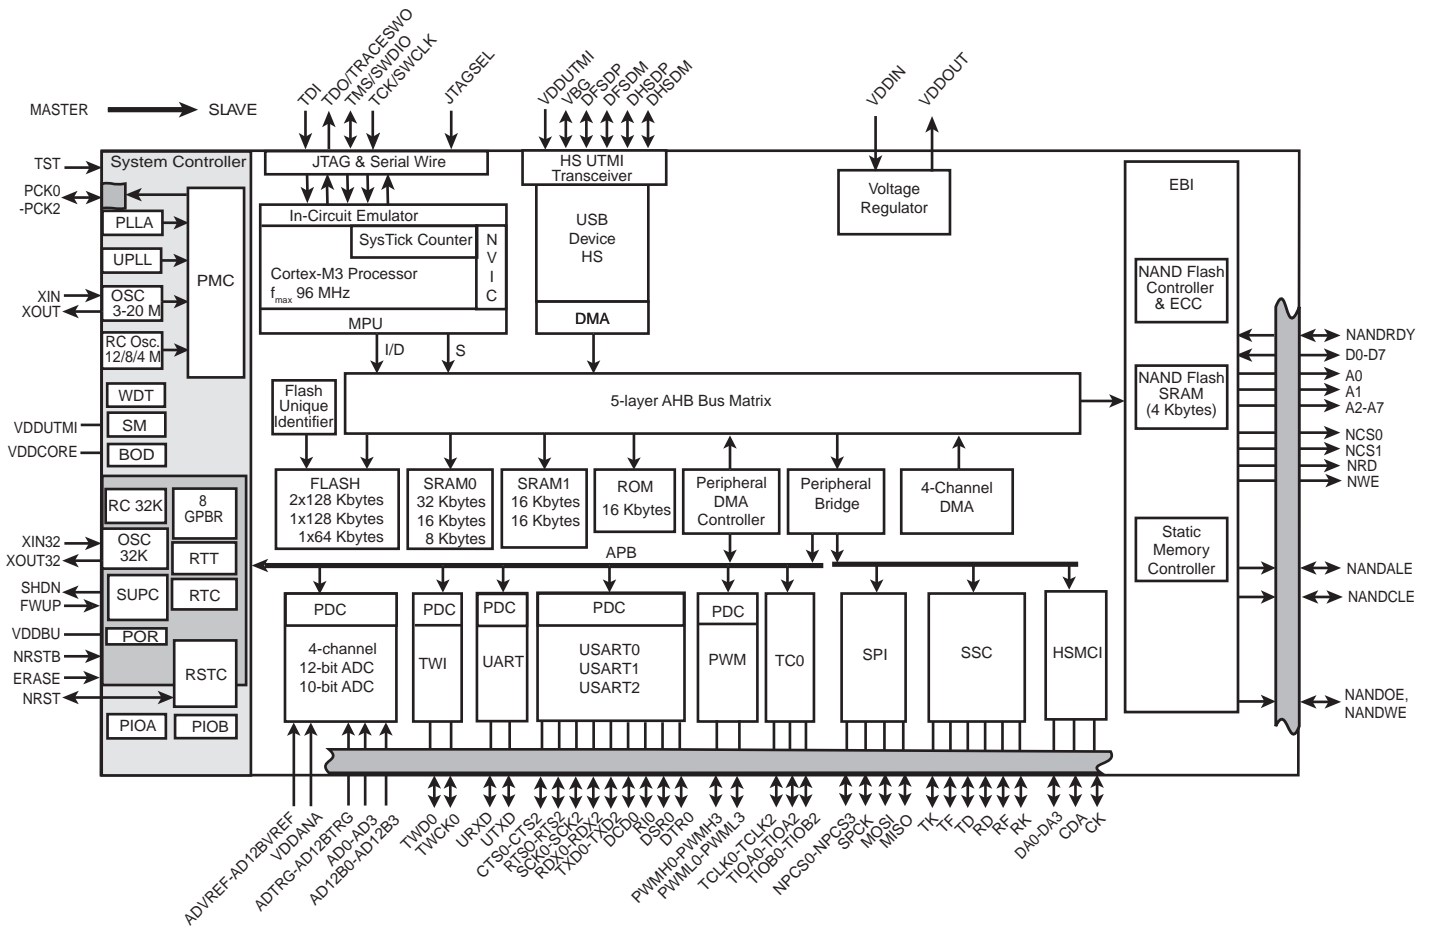 MASTER
SLAVE
TDI
TDO/TRACESWO
TMS/SWDIO
TCK/SWCLK
JTAGSEL
VDDUTMI
VBG
DFSDP
DFSDM
DHSDP
DHSDM
VDDIN
VDDOUT
TST
PCK0
-PCK2
XIN
XOUT
VDDUTMI
VDDCORE
XIN32
XOUT32
SHDN
FWUP
VDDBU
NRSTB
ERASE
NRST
System Controller
PLLA
UPLL
OSC
3-20 M
RC Osc.
12/8/4 M
PMC
WDT
SM
BOD
RC 32K
8
GPBR
OSC
32K
RTT
SUPC
RTC
POR
RSTC
PIOA
PIOB
JTAG & Serial Wire
In-Circuit Emulator
SysTick Counter
N
V
I
C
Cortex-M3 Processor
fmax 96 MHz
MPU
I/D
S
HS UTMI
Transceiver
USB
Device
HS
DMA
Voltage
Regulator
Flash
Unique
Identifier
5-layer AHB Bus Matrix
FLASH
2x128 Kbytes
1x128 Kbytes
1x64 Kbytes
SRAM0
32 Kbytes
16 Kbytes
8 Kbytes
SRAM1
16 Kbytes
16 Kbytes
ROM
16 Kbytes
Peripheral
DMA
Controller
Peripheral
Bridge
4-Channel
DMA
APB
PDC
4-channel
12-bit ADC
10-bit ADC
PDC
TWI
PDC
UART
PDC
USART0
USART1
USART2
PDC
PWM
TC0
SPI
SSC
HSMCI
EBI
NAND Flash
Controller
& ECC
NAND Flash
SRAM
(4 Kbytes)
Static
Memory
Controller
NANDRDY
D0-D7
A0
A1
A2-A7
NCS0
NCS1
NRD
NWE
NANDALE
NANDCLE
NANDOE,
NANDWE
ADVREF-AD12BVREF
VDDANA
ADTRG-AD12BTRG
AD0-AD3
AD12B0-AD12B3
TWD0
TWCK0
URXD
UTXD
CTS0-CTS2
RTS0-RTS2
SCK0-SCK2
RDX0-RDX2
TXD0-TXD2
DCD0
RI0
DSR0
DTR0
PWMH0-PWMH3
PWML0-PWML3
TCLK0-TCLK2
TIOA0-TIOA2
TIOB0-TIOB2
NPCS0-NPCS3
SPCK
MOSI
MISO
TK
TF
TD
RD
RF
RK
DA0-DA3
CDA
CK